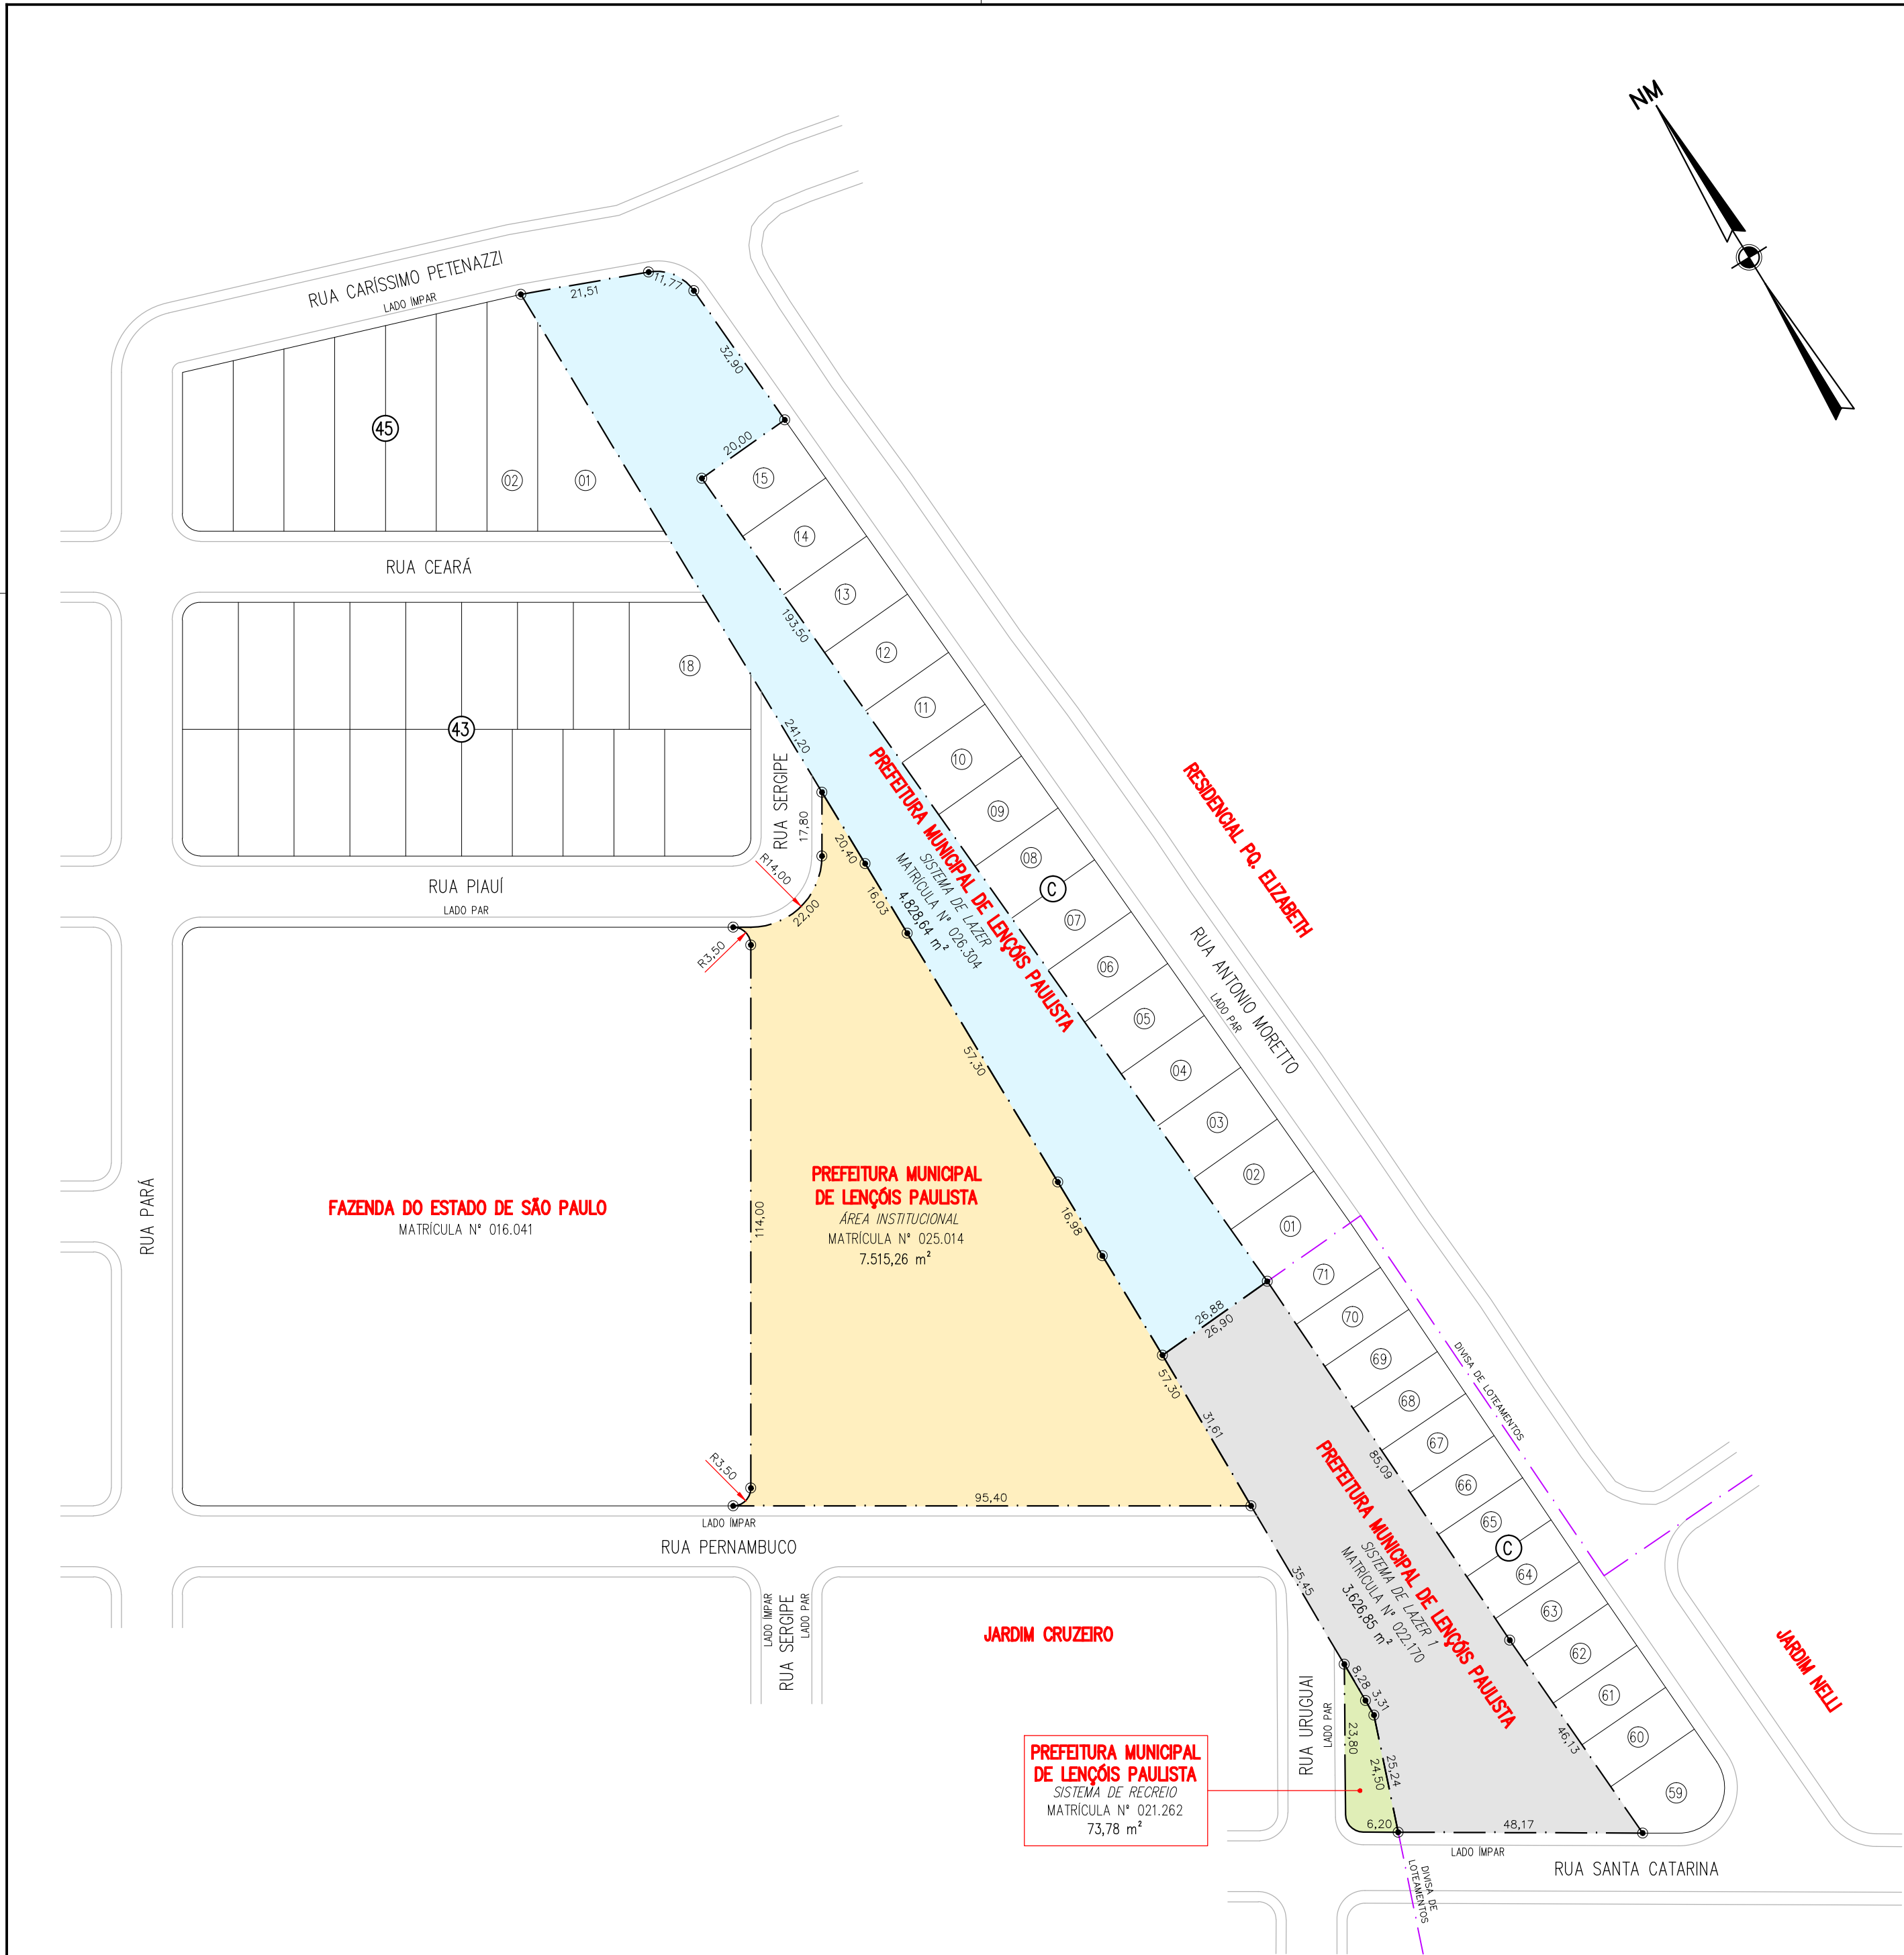 NM
RUA CARÍSSIMO PETENAZZI
LADO ÍMPAR
21,51
11,77
32,90
20,00
45
02
01
15
14
13
12
11
10
09
08
C
07
06
05
04
03
02
01
RUA CEARÁ
193,50
18
43
241,20
RUA SERGIPE
17,80
20,40
16,03
R14,00
22,00
RUA PIAUÍ
LADO PAR
R3,50
PREFEITURA MUNICIPAL DE LENÇÓIS PAULISTA
SISTEMA DE LAZER
MATRÍCULA Nº 026.304
4.828,64 m²
RESIDENCIAL PQ. ELIZABETH
RUA ANTONIO MORETTO
LADO PAR
57,30
16,98
RUA PARÁ
FAZENDA DO ESTADO DE SÃO PAULO
MATRÍCULA Nº 016.041
114,00
PREFEITURA MUNICIPAL
DE LENÇÓIS PAULISTA
ÁREA INSTITUCIONAL
MATRÍCULA Nº 025.014
7.515,26 m²
26,88
26,90
57,30
31,61
71
70
69
68
67
66
65
C
64
63
62
61
60
59
DIVISA DE LOTEAMENTOS
85,09
R3,50
95,40
LADO ÍMPAR
RUA PERNAMBUCO
35,45
PREFEITURA MUNICIPAL DE LENÇÓIS PAULISTA
SISTEMA DE LAZER 1
MATRÍCULA Nº 022.170
3.626,85 m²
LADO ÍMPAR
RUA SERGIPE
LADO PAR
JARDIM CRUZEIRO
JARDIM NELLI
RUA URUGUAI
LADO PAR
8,28
3,31
23,80
24,50
25,24
46,13
PREFEITURA MUNICIPAL
DE LENÇÓIS PAULISTA
SISTEMA DE RECREIO
MATRÍCULA Nº 021.262
73,78 m²
6,20
48,17
LADO ÍMPAR
RUA SANTA CATARINA
DIVISA DE
LOTEAMENTOS